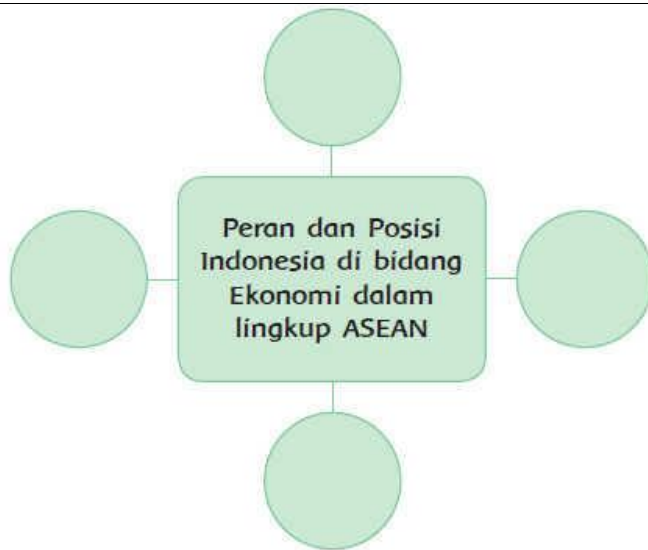 Peran dan Posisi
Indonesia di bidang
Ekonomi dalam
lingkup ASEAN